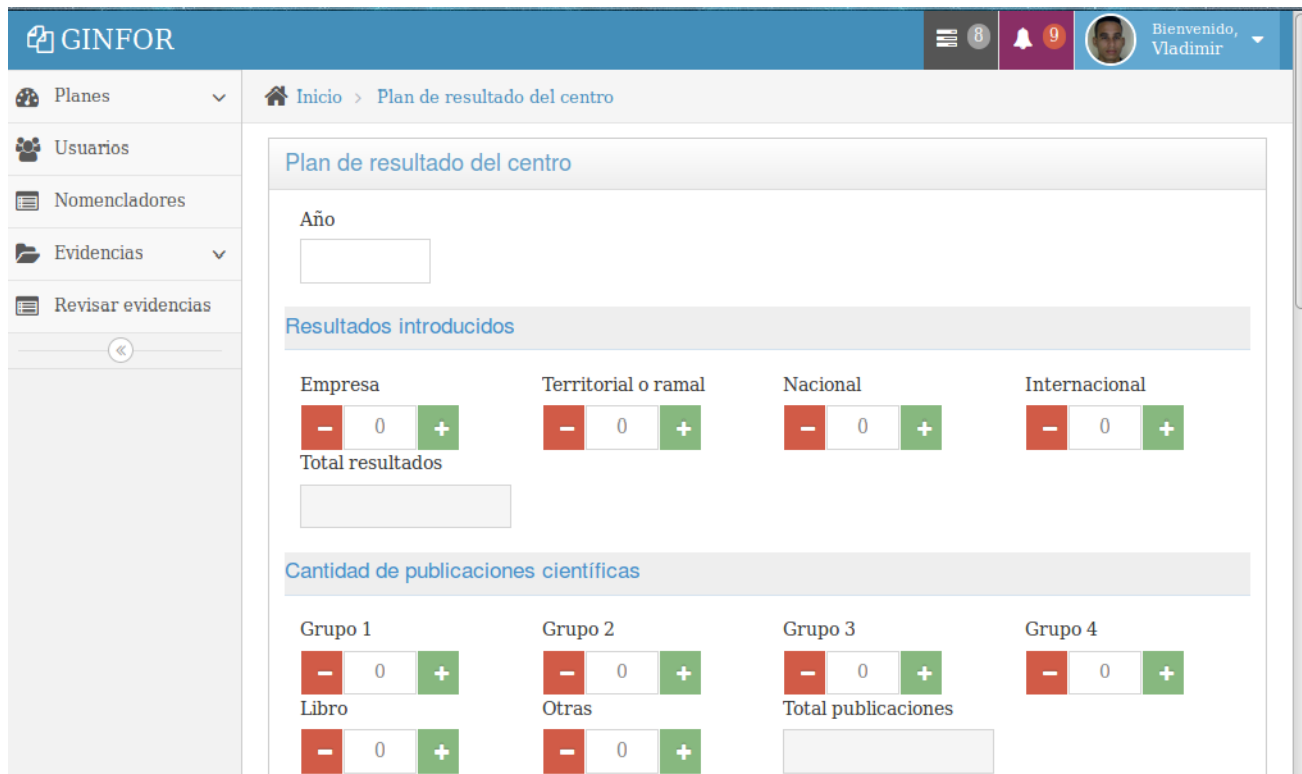 GINFOR
8
9
Bienvenido,
Vladimir
Planes
Usuarios
Nomencladores
Evidencias
Revisar evidencias
Inicio > Plan de resultado del centro
Plan de resultado del centro
Año
Resultados introducidos
Empresa Territorial o ramal Nacional Internacional
0 0 0 0
Total resultados
Cantidad de publicaciones científicas
Grupo 1 Grupo 2 Grupo 3 Grupo 4
0 0 0 0
Libro Otras Total publicaciones
0 0